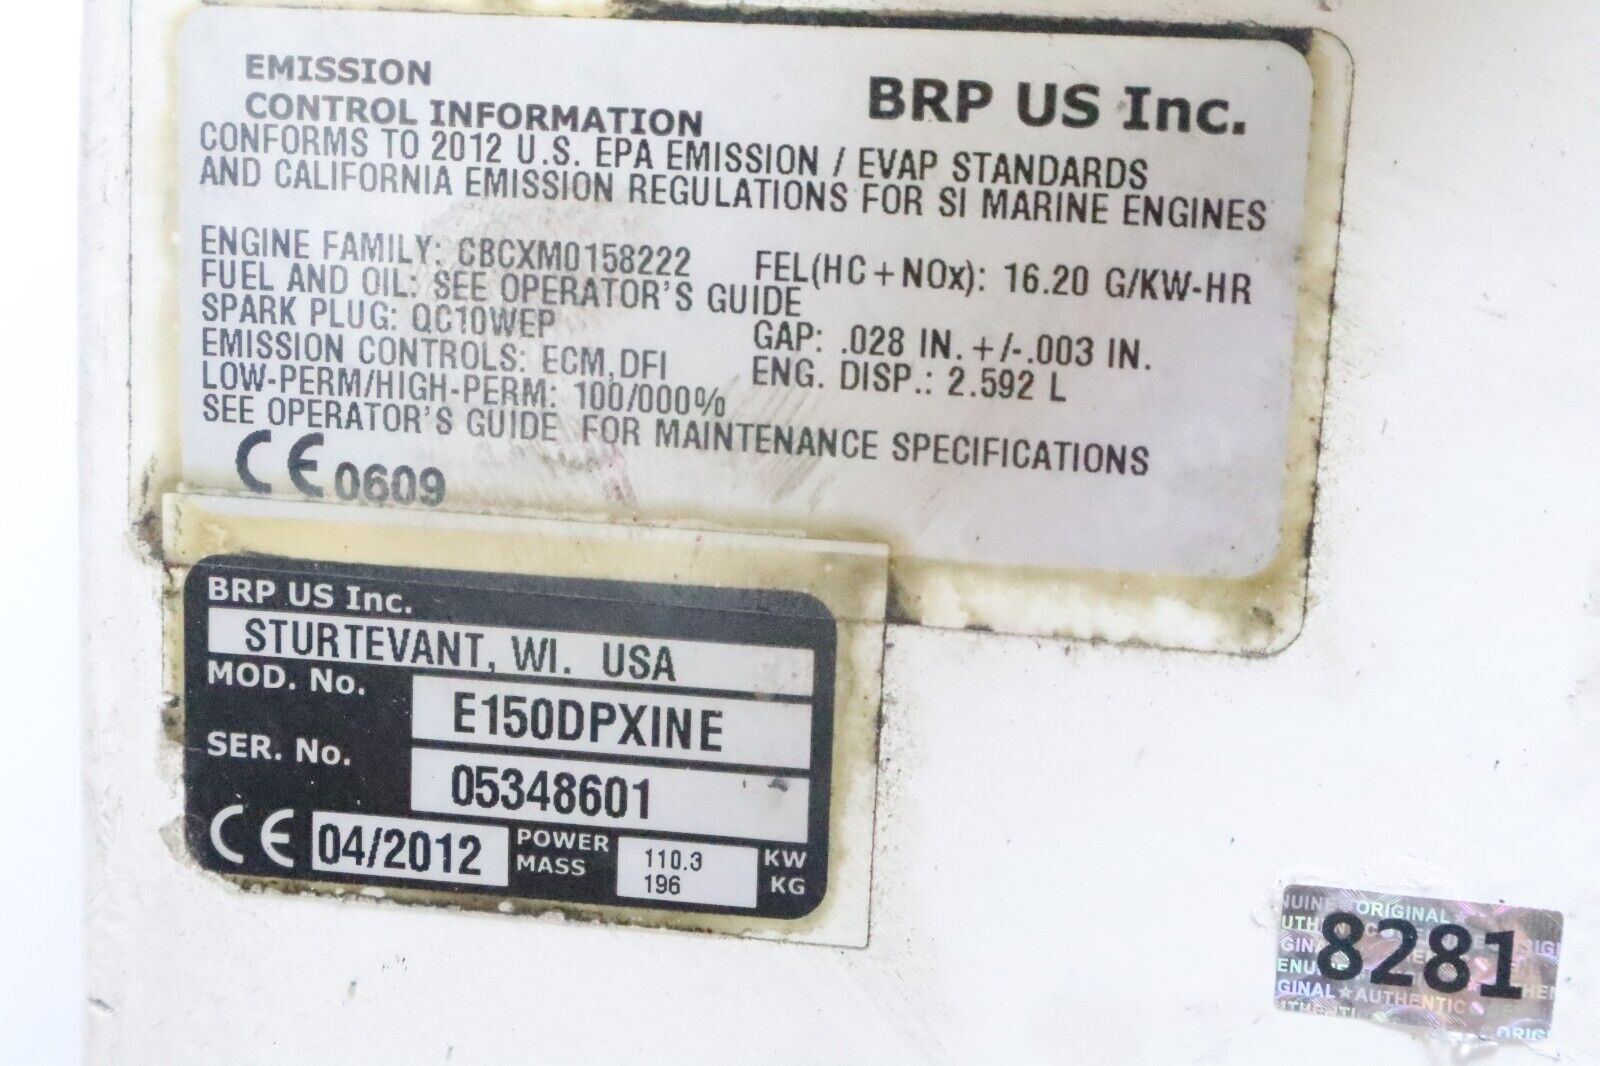 EMISSION
CONTROL INFORMATION
BRP US Inc.
CONFORMS TO 2012 U.S. EPA EMISSION / EVAP STANDARDS
AND CALIFORNIA EMISSION REGULATIONS FOR SI MARINE ENGINES
ENGINE FAMILY: CBCXM0158222 FEL(HC+NOx): 16.20 G/KW-HR
FUEL AND OIL: SEE OPERATOR'S GUIDE
SPARK PLUG: QC10WEP GAP: .028 IN. +/-.003 IN.
EMISSION CONTROLS: ECM,DFI ENG. DISP.: 2.592 L
LOW-PERM/HIGH-PERM: 100/000%
SEE OPERATOR'S GUIDE FOR MAINTENANCE SPECIFICATIONS
CE 0609
BRP US Inc.
STURTEVANT, WI. USA
MOD. No. E150DPXINE
SER. No. 05348601
CE 04/2012 POWER 110.3 KW
MASS 196 KG
ORIGINAL
8281
GINAL★AUTHENTIC